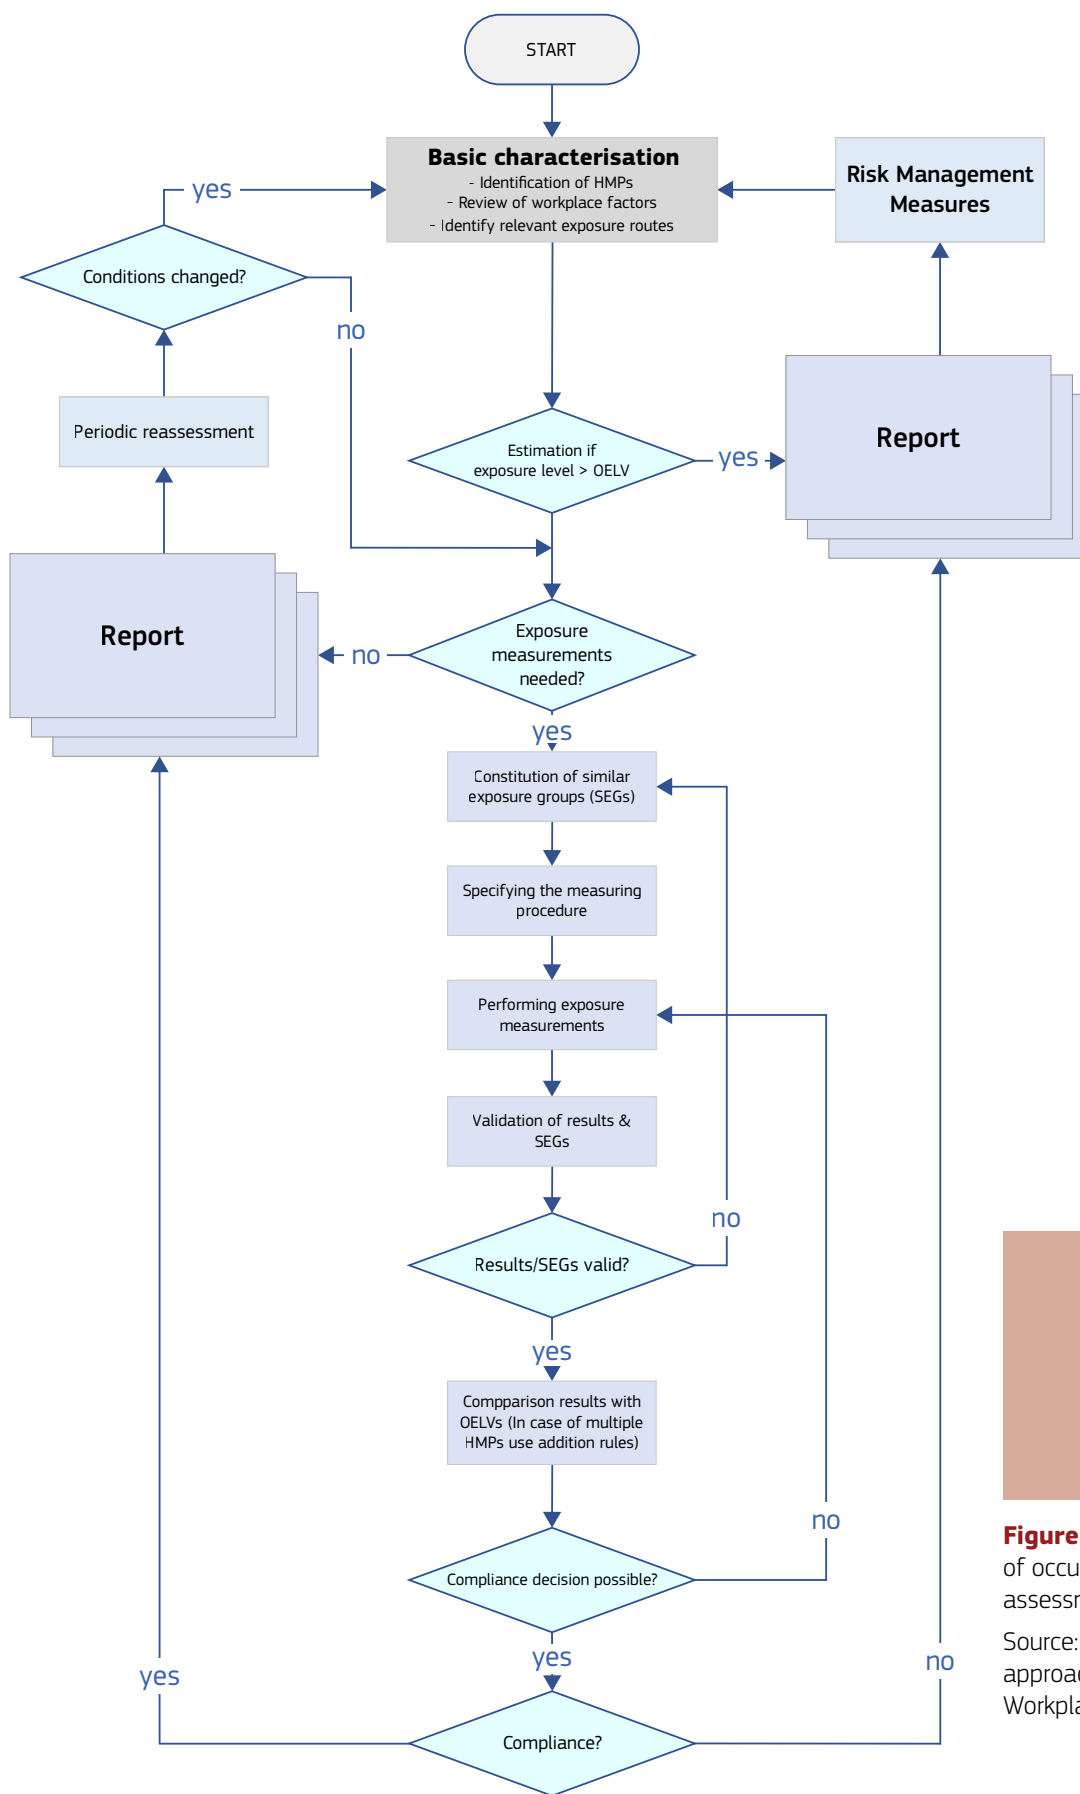 START
Basic characterisation
- Identification of HMPs
- Review of workplace factors
- Identify relevant exposure routes
Risk Management
Measures
yes
Conditions changed?
no
Periodic reassessment
Estimation if
exposure level > OELV
yes
Report
Report
no
Exposure
measurements
needed?
yes
Constitution of similar
exposure groups (SEGs)
Specifying the measuring
procedure
Performing exposure
measurements
Validation of results &
SEGs
no
Results/SEGs valid?
yes
Compparison results with
OELVs (In case of multiple
HMPs use addition rules)
no
Compliance decision possible?
yes
yes
no
Compliance?
Figure
of occu
assessm
Source:
approac
Workpla